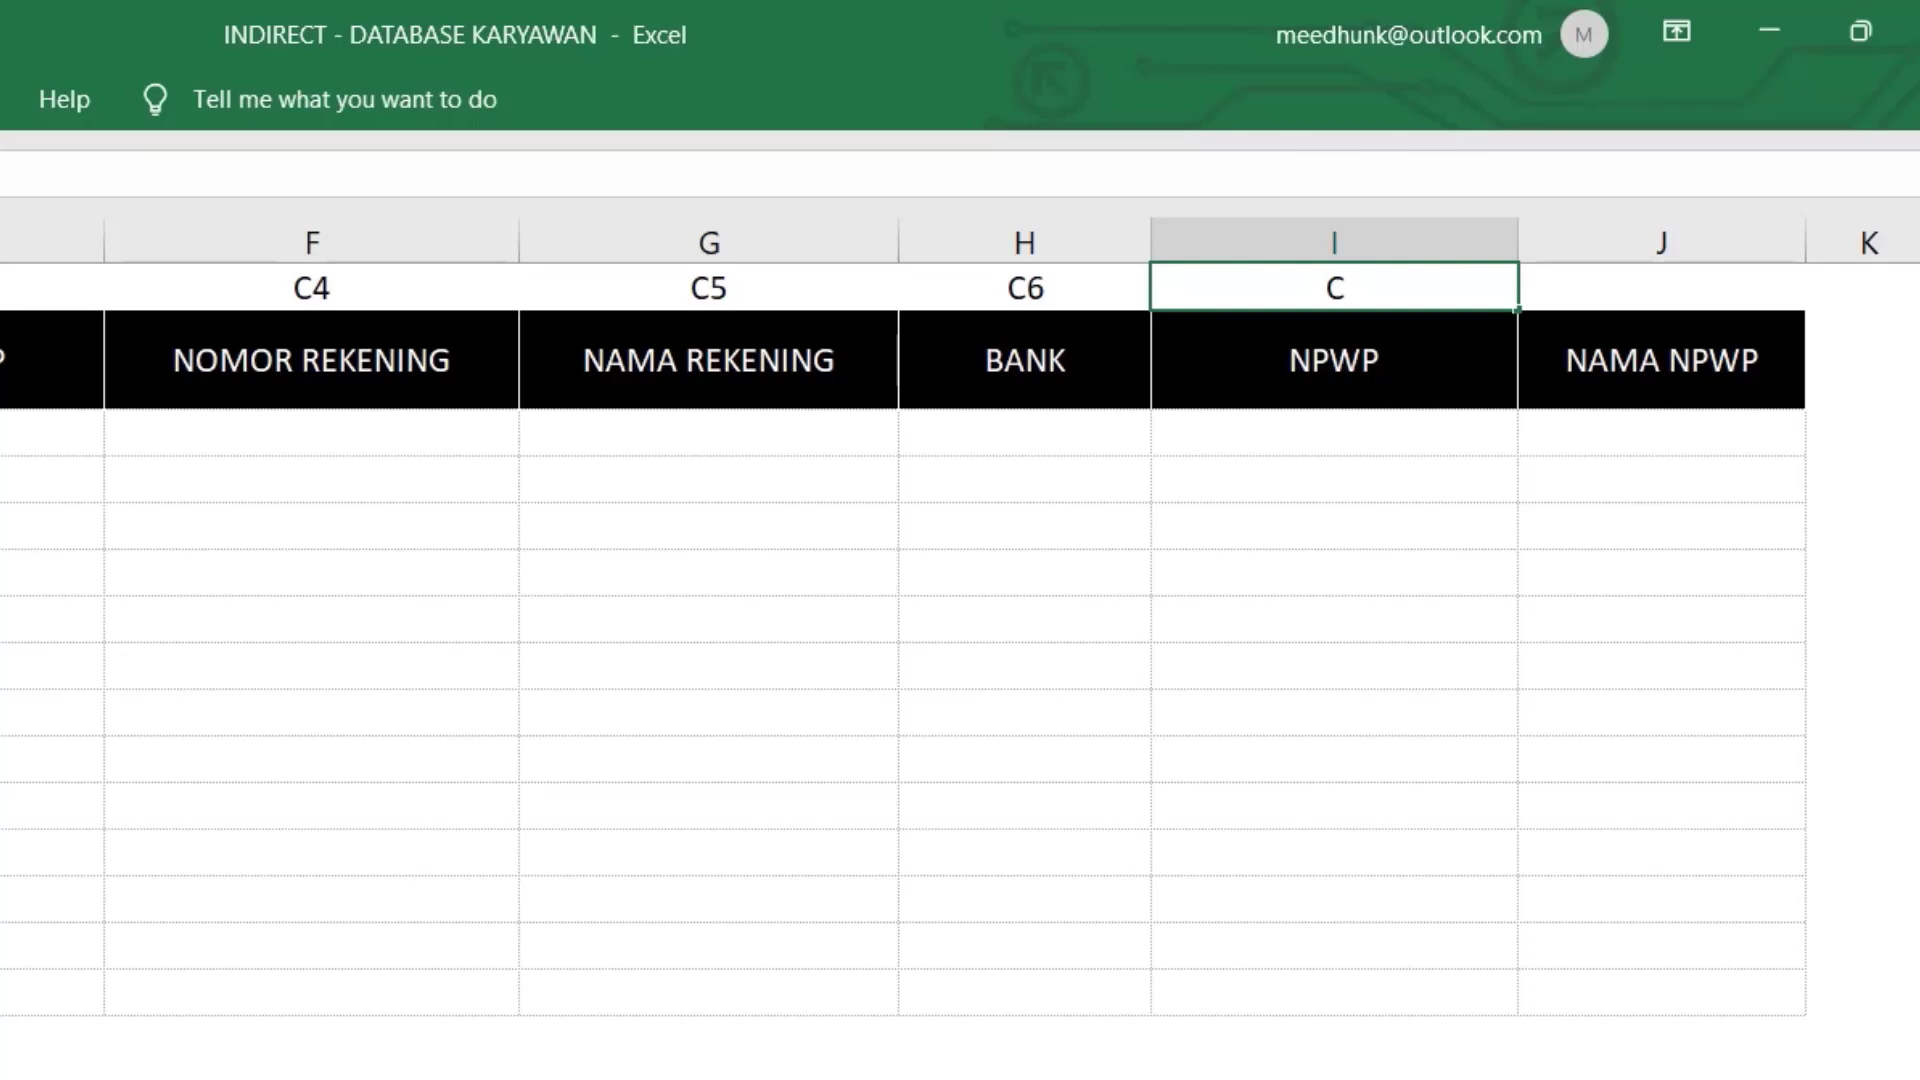 INDIRECT - DATABASE KARYAWAN - Excel
meedhunk@outlook.com M
Help Tell me what you want to do
F G H I J K
C4 C5 C6 C
P NOMOR REKENING NAMA REKENING BANK NPWP NAMA NPWP